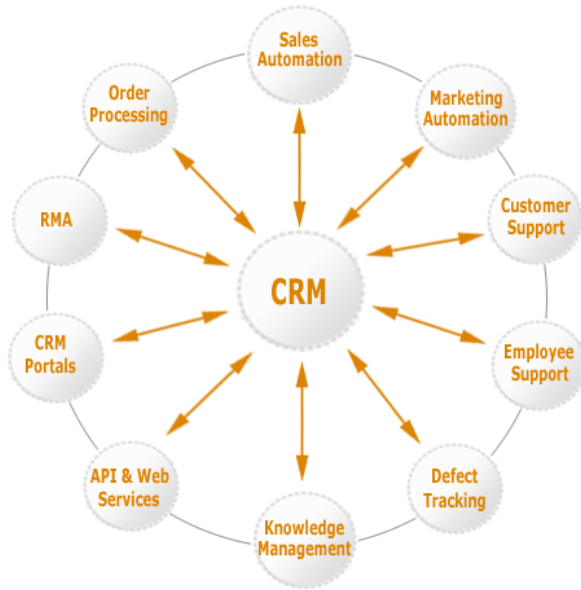 Sales
Automation
Order
Processing
Marketing
Automation
RMA
Customer
Support
CRM
CRM
Portals
Employee
Support
API & Web
Services
Defect
Tracking
Knowledge
Management